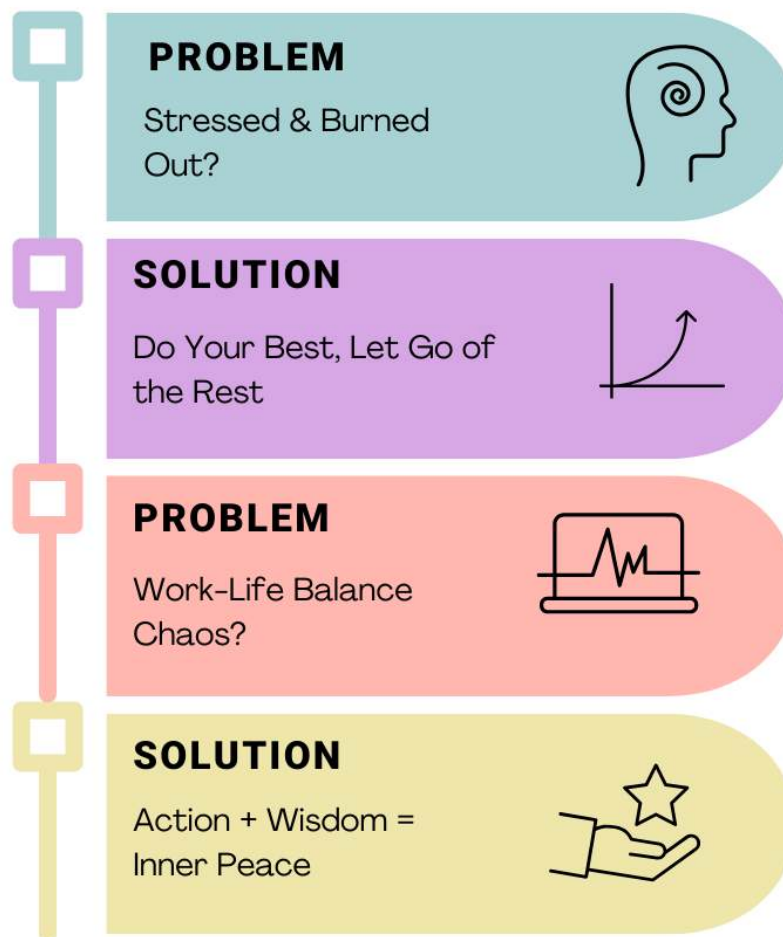 PROBLEM
Stressed & Burned
Out?
SOLUTION
Do Your Best, Let Go of
the Rest
PROBLEM
Work-Life Balance
Chaos?
SOLUTION
Action + Wisdom =
Inner Peace